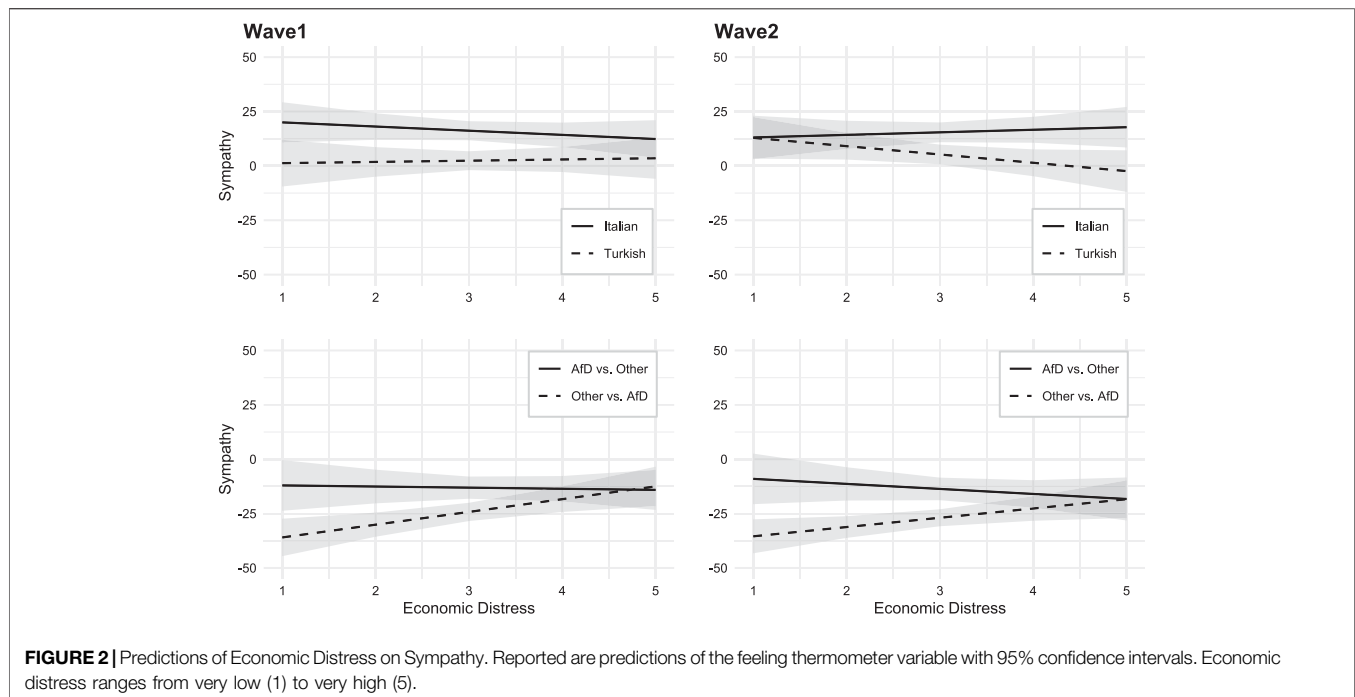 Wave1
Wave2
50
25
0
-25
-50
Sympathy
Italian
Turkish
1 2 3 4 5
50
25
0
-25
-50
Italian
Turkish
1 2 3 4 5
50
25
0
-25
-50
Sympathy
AfD vs. Other
Other vs. AfD
1 2 3 4 5
Economic Distress
50
25
0
-25
-50
AfD vs. Other
Other vs. AfD
1 2 3 4 5
Economic Distress
FIGURE 2 | Predictions of Economic Distress on Sympathy. Reported are predictions of the feeling thermometer variable with 95% confidence intervals. Economic
distress ranges from very low (1) to very high (5).